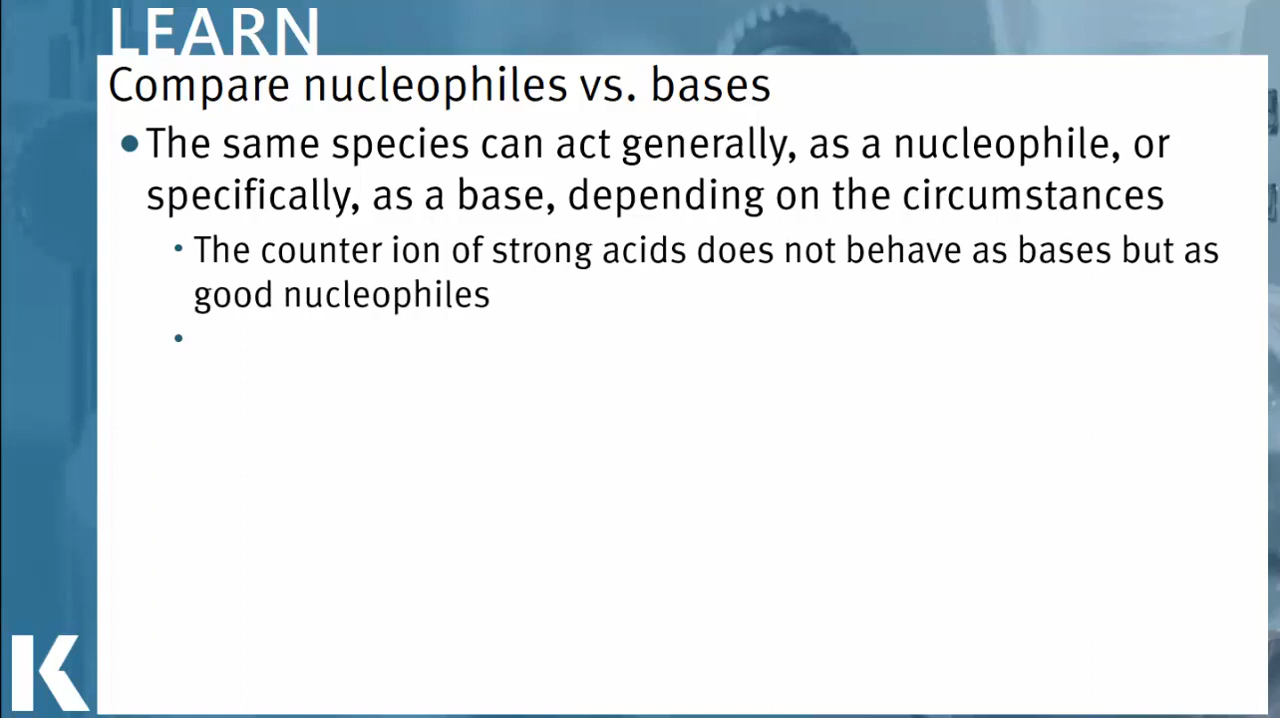 LEARN
Compare nucleophiles vs. bases
•The same species can act generally, as a nucleophile, or
specifically, as a base, depending on the circumstances
• The counter ion of strong acids does not behave as bases but as
good nucleophiles
•
K